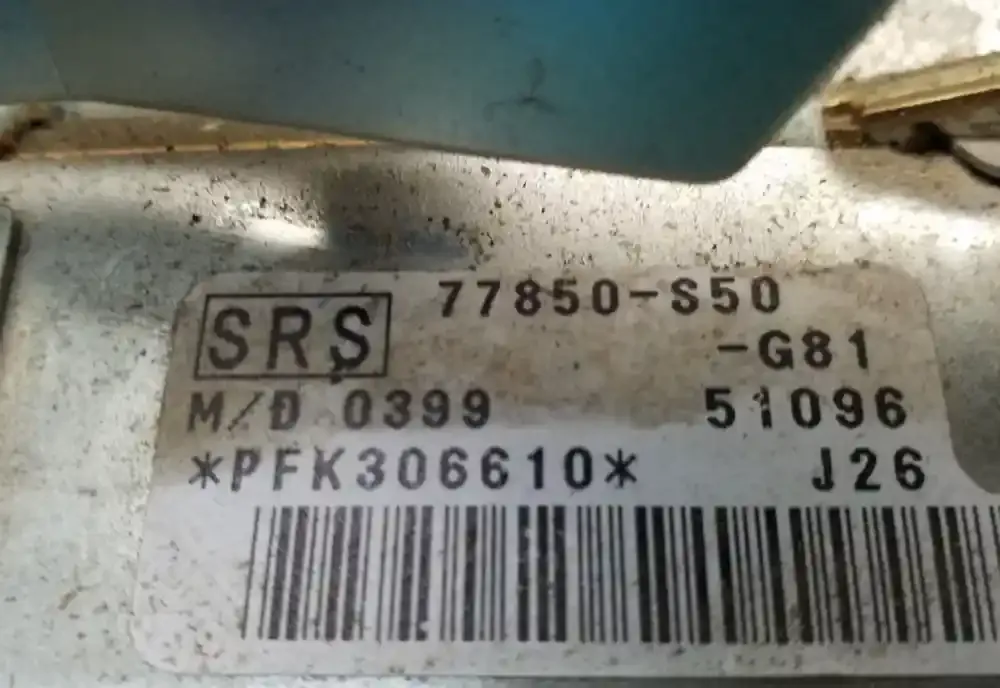 SRS 77850-S50
-G81
M/D 0399 51096
*PFK306610* J26